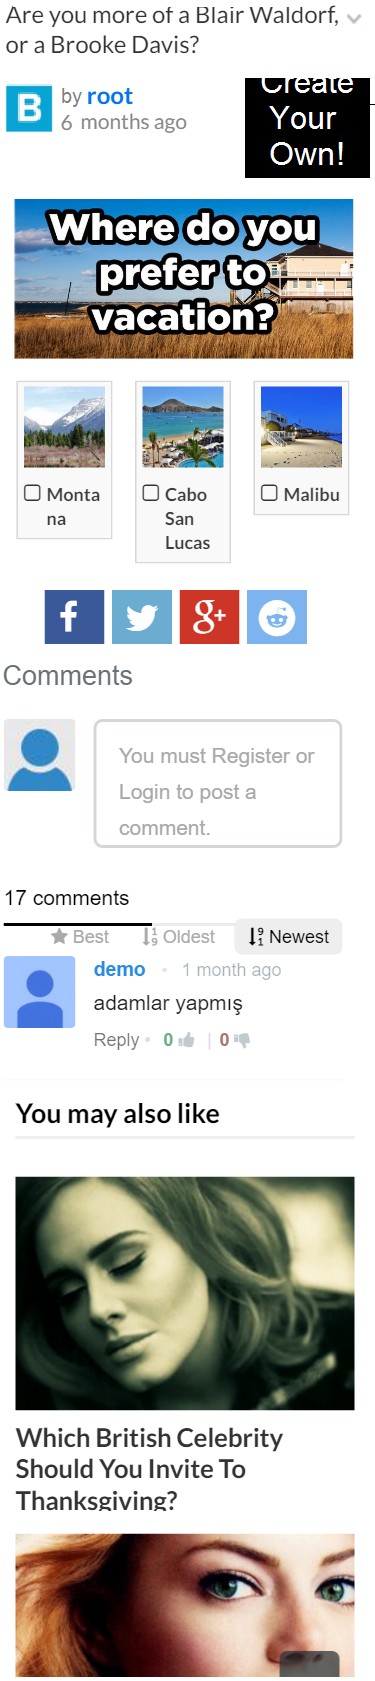 Are you more of a Blair Waldorf,
or a Brooke Davis?
B
by root
6 months ago
Create
Your
Own!
Where do you
prefer to
vacation?
Monta
na
Cabo
San
Lucas
Malibu
f
g+
Comments
You must Register or
Login to post a
comment.
17 comments
Best
Oldest
Newest
demo • 1 month ago
adamlar yapmış
Reply • 0 | 0
You may also like
Which British Celebrity
Should You Invite To
Thanksgiving?